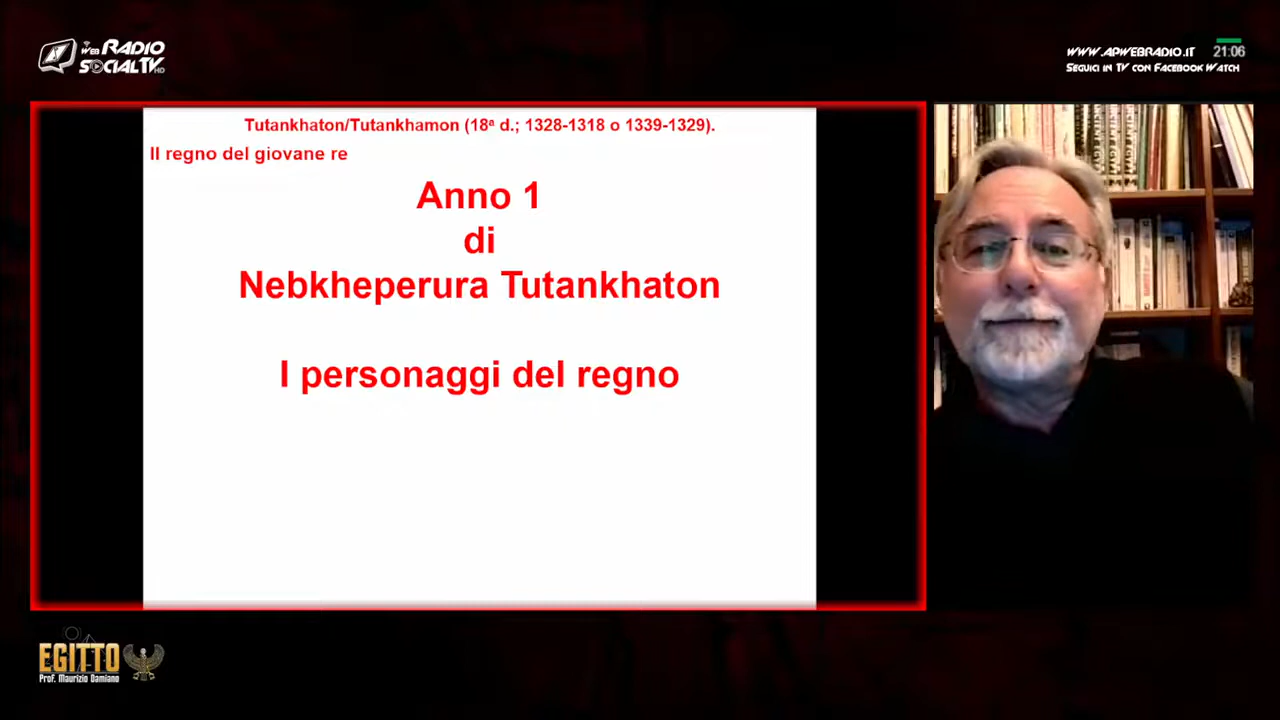 WEB RADIO
SOCIALTV HD
WWW.APWEBRADIO.IT
21:06
SEGUICI IN TV CON FACEBOOK WATCH
Tutankhaton/Tutankhamon (18ª d.; 1328-1318 o 1339-1329).
Il regno del giovane re
Anno 1
di
Nebkheperura Tutankhaton
I personaggi del regno
EGITTO
Prof. Maurizio Damiano